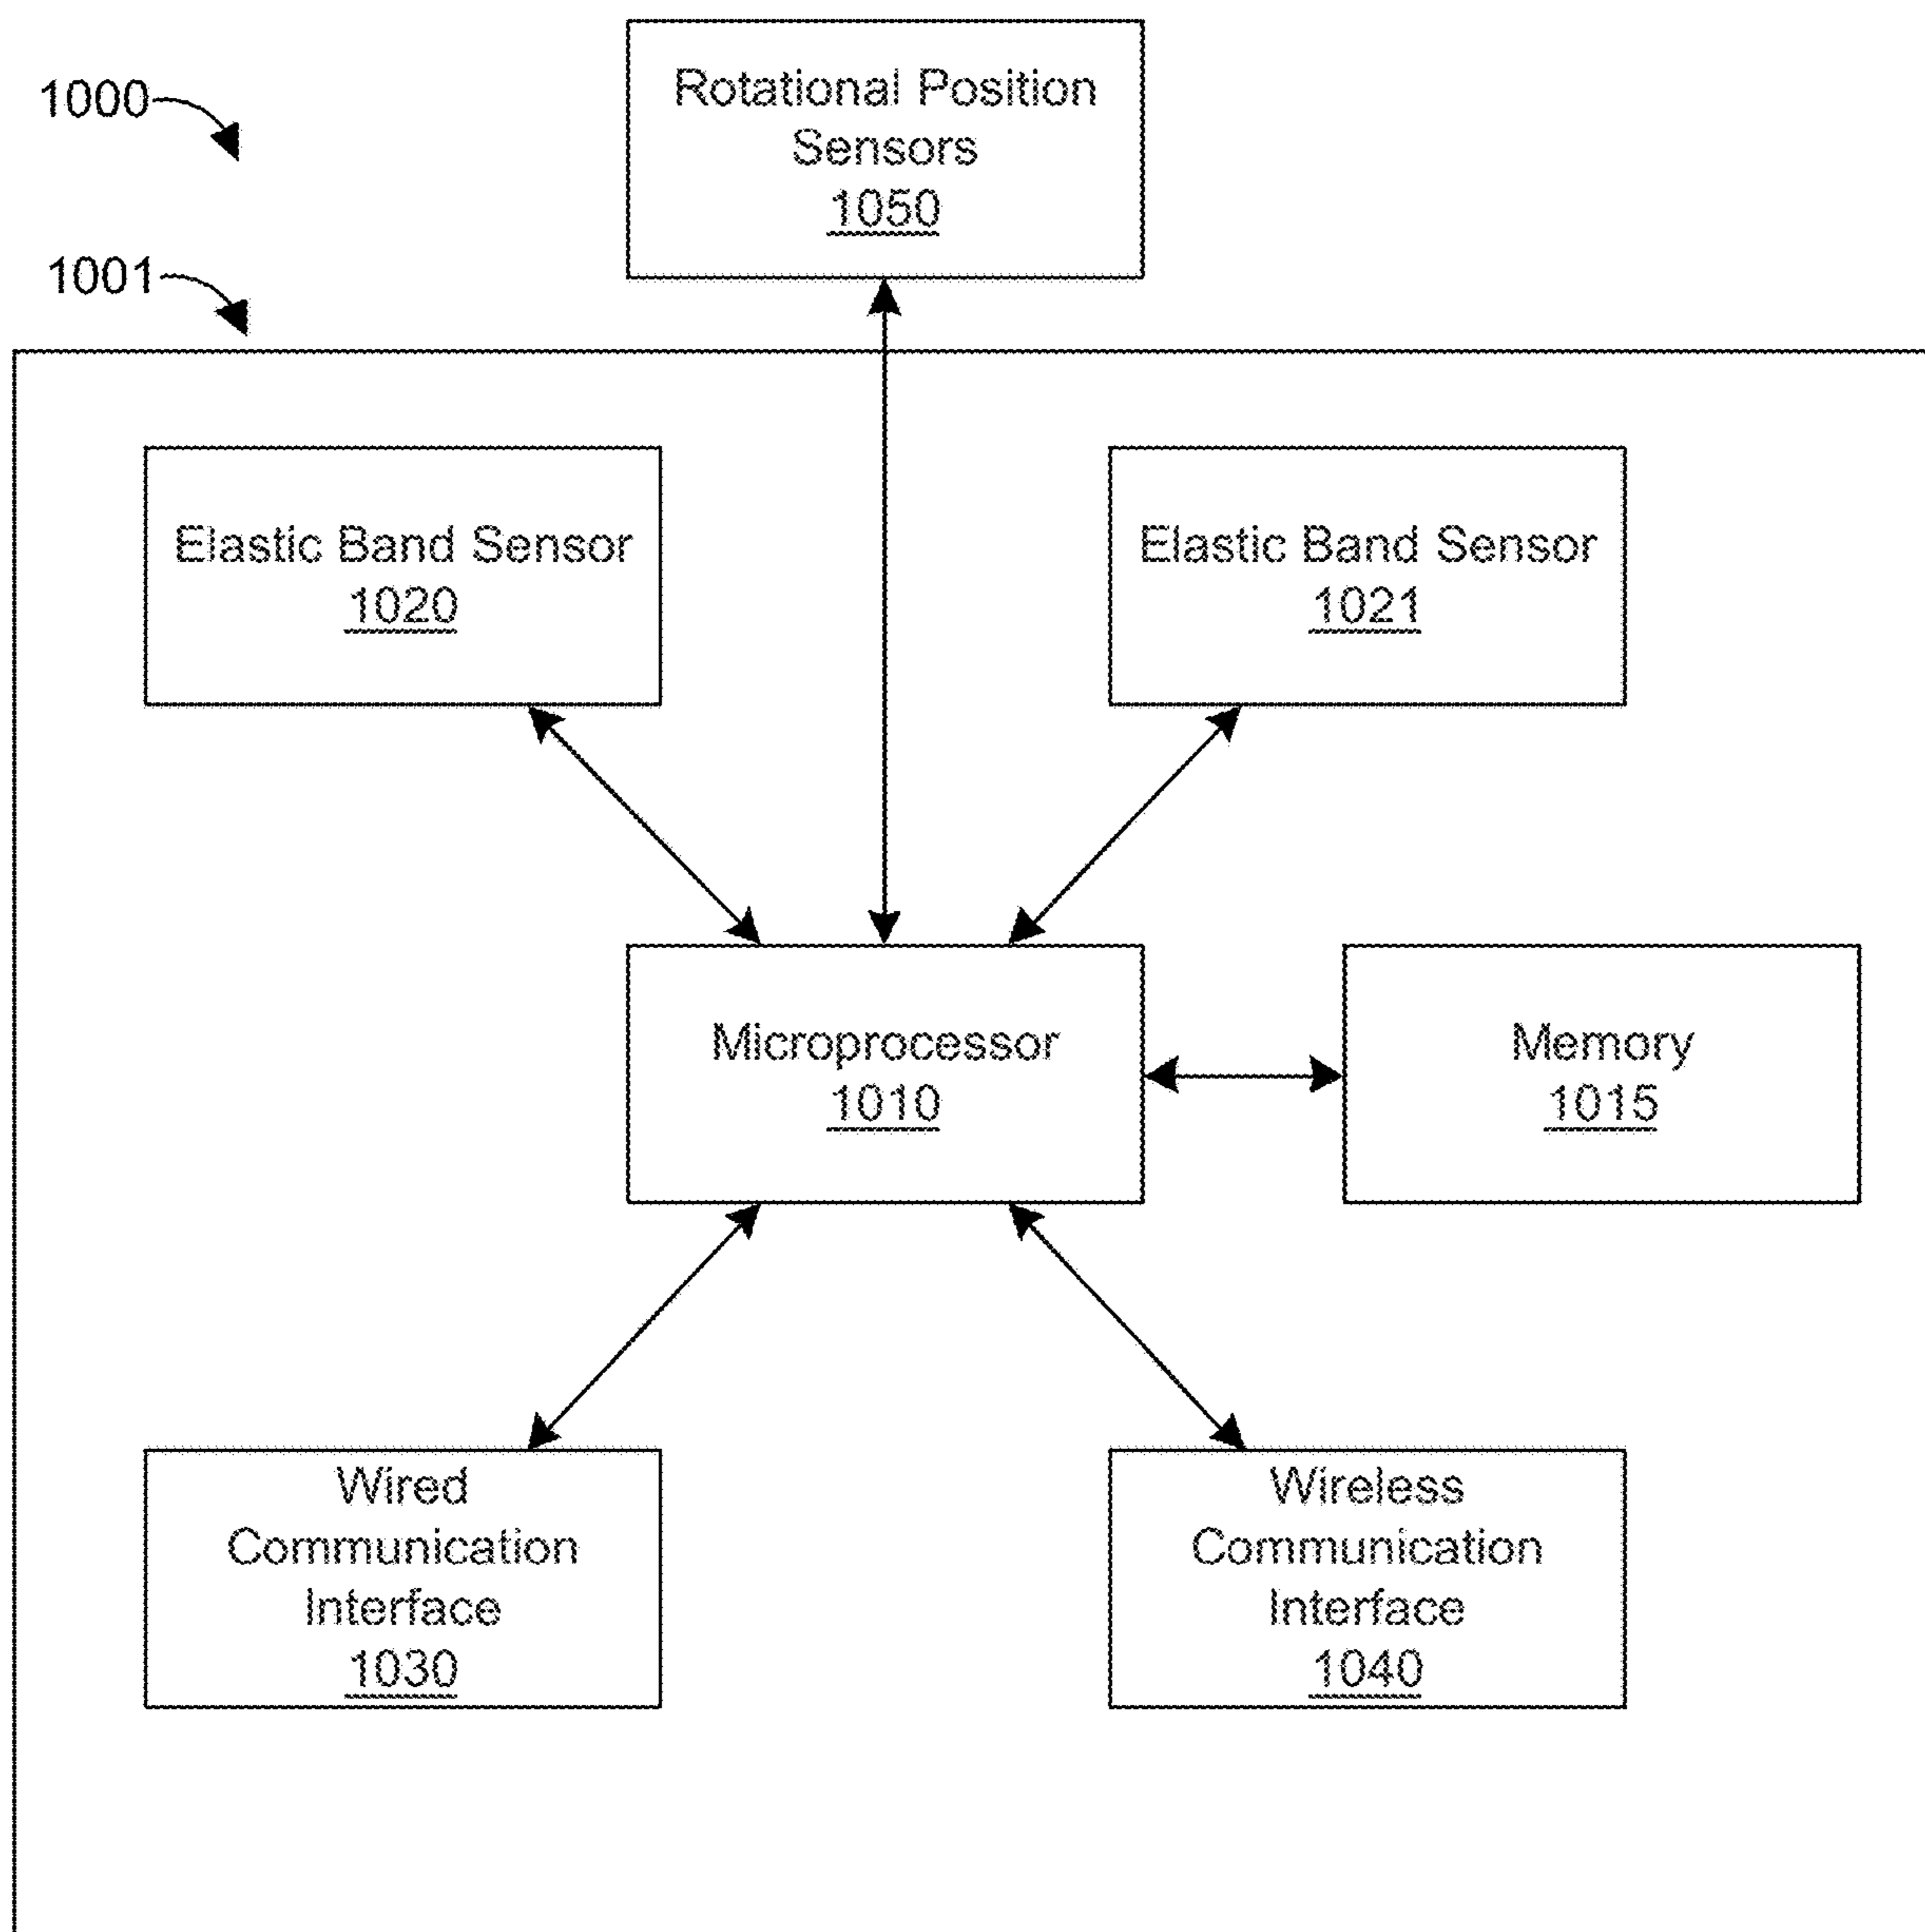 1000
Rotational Position
Sensors
1050
1001
Elastic Band Sensor
1020
Elastic Band Sensor
1021
Microprocessor
1010
Memory
1015
Wired
Communication
Interface
1030
Wireless
Communication
Interface
1040